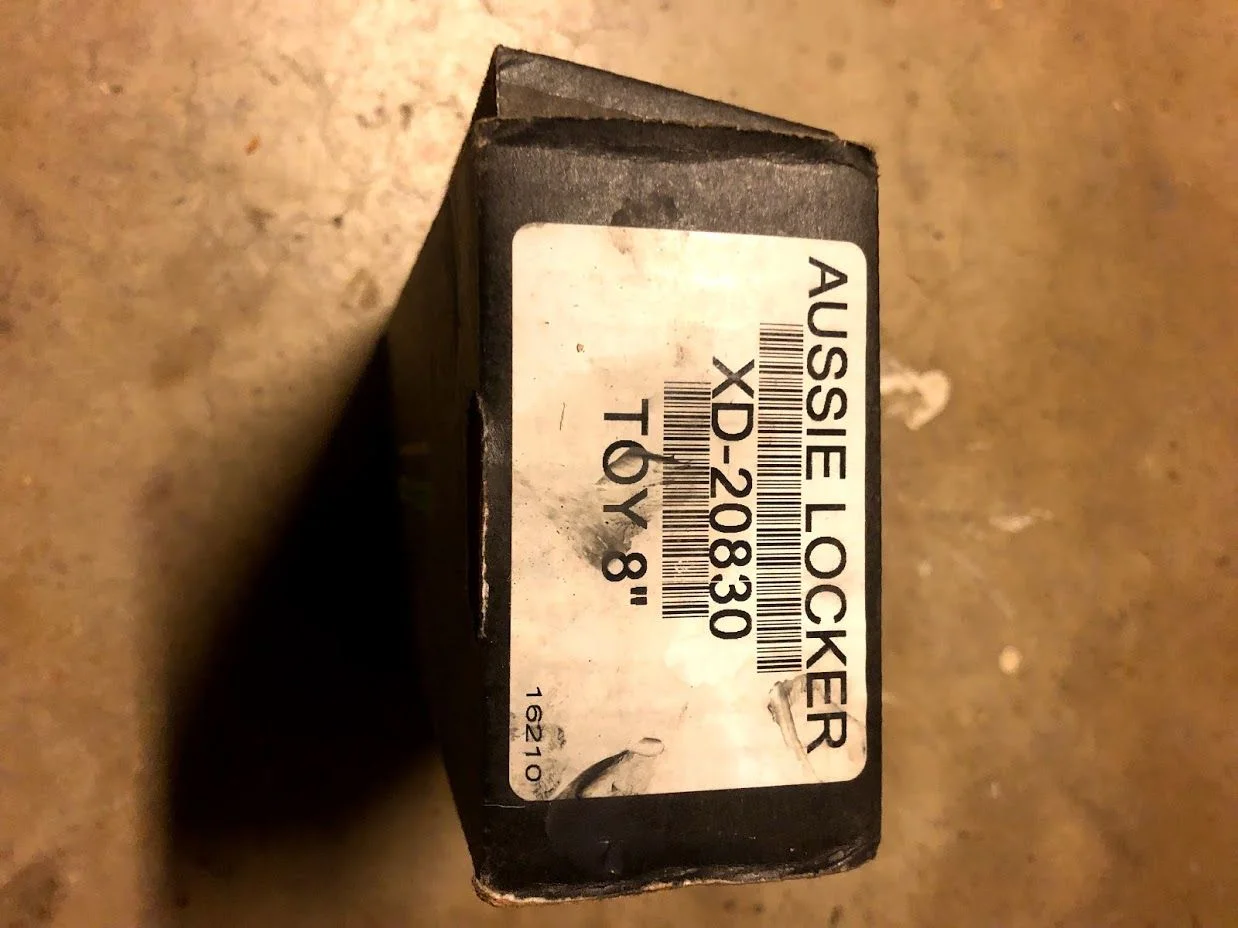 AUSSIE LOCKER
XD-20830
TOY 8"
16210